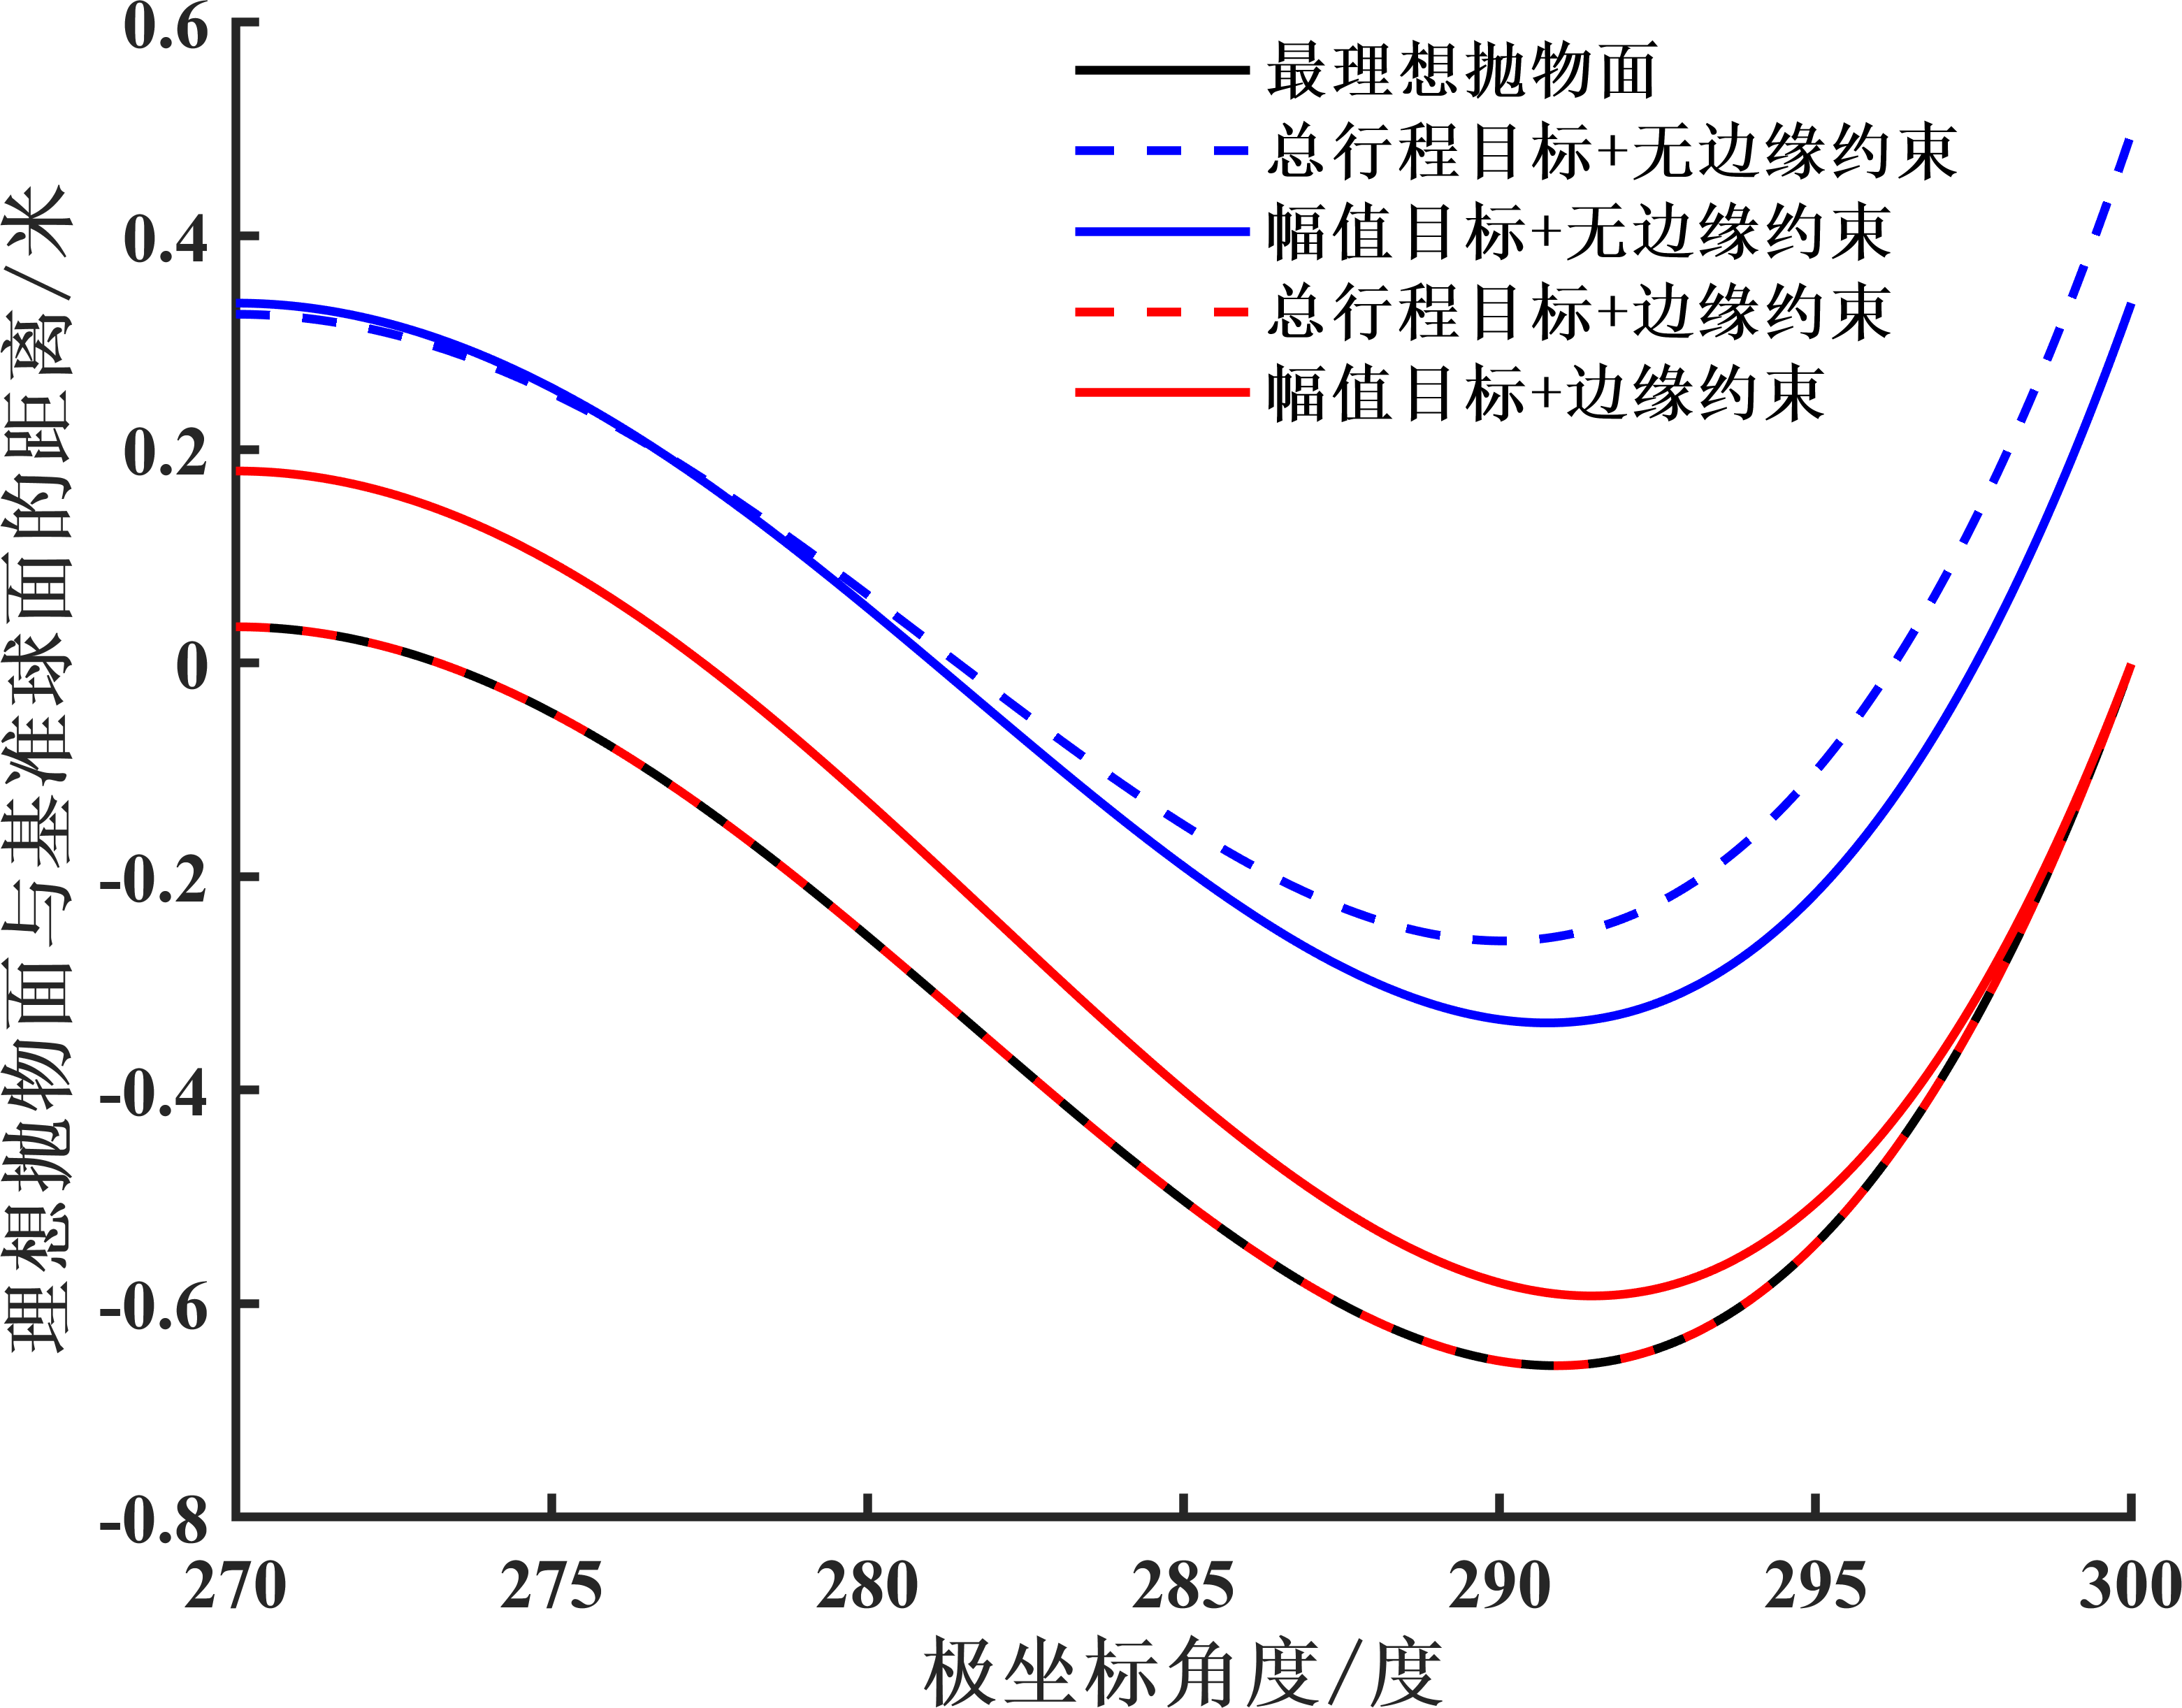 最理想抛物面
总行程目标+无边缘约束
幅值目标+无边缘约束
总行程目标+边缘约束
幅值目标+边缘约束
理想抛物面与基准球面的距离/米
0.6
0.4
0.2
0
-0.2
-0.4
-0.6
-0.8
270 275 280 285 290 295 300
极坐标角度/度